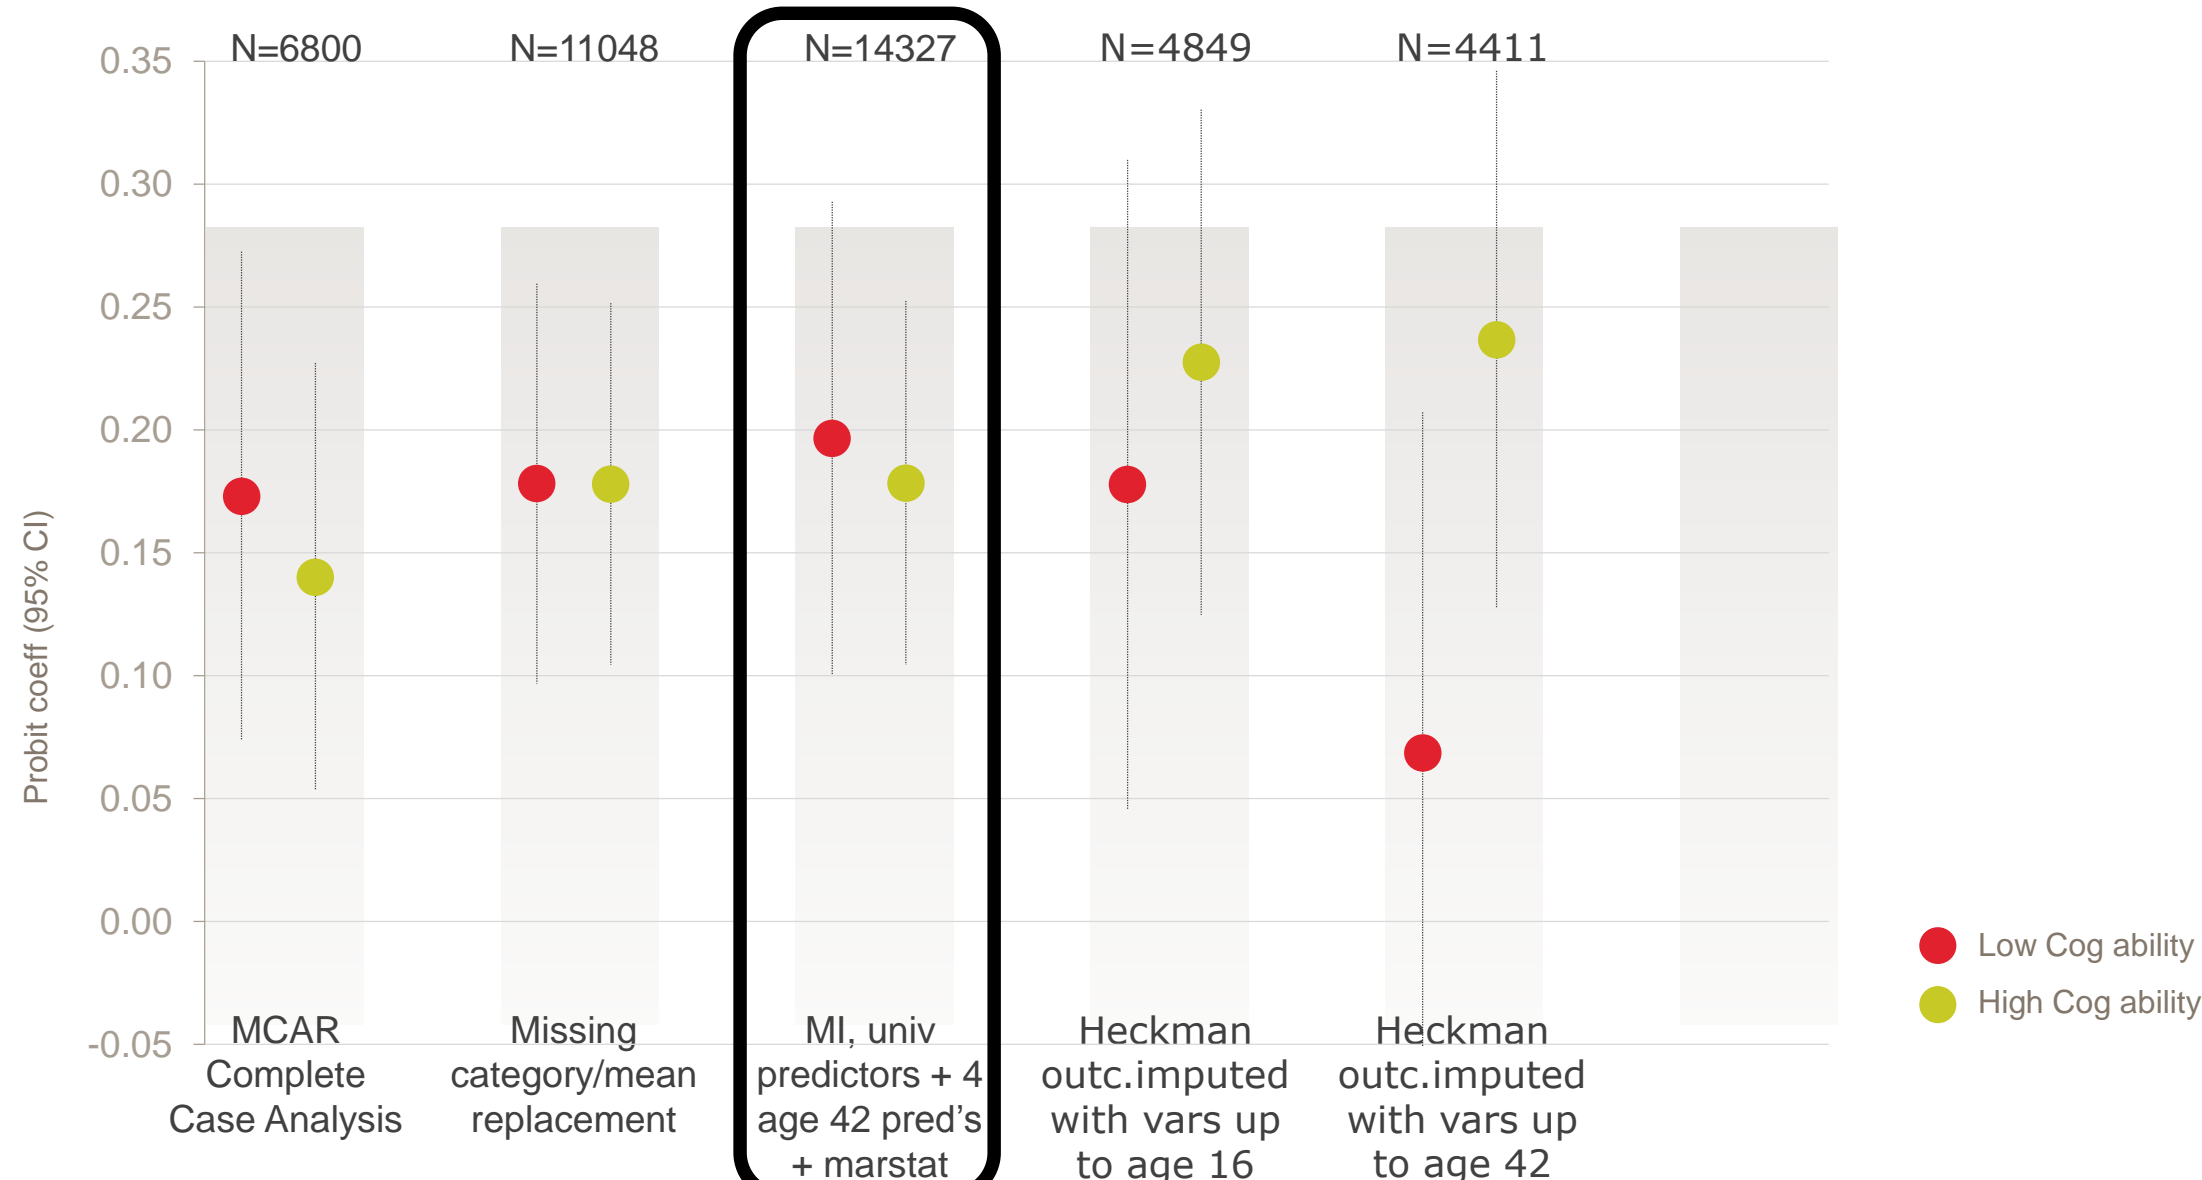 N=6800
N=11048
N=14327
N=4849
N=4411
0.35
0.30
0.25
0.20
0.15
0.10
0.05
0.00
-0.05
Probit coeff (95% CI)
MCAR
Complete
Case Analysis
Missing
category/mean
replacement
MI, univ
predictors + 4
age 42 pred’s
+ marstat
Heckman
outc.imputed
with vars up
to age 16
Heckman
outc.imputed
with vars up
to age 42
Low Cog ability
High Cog ability